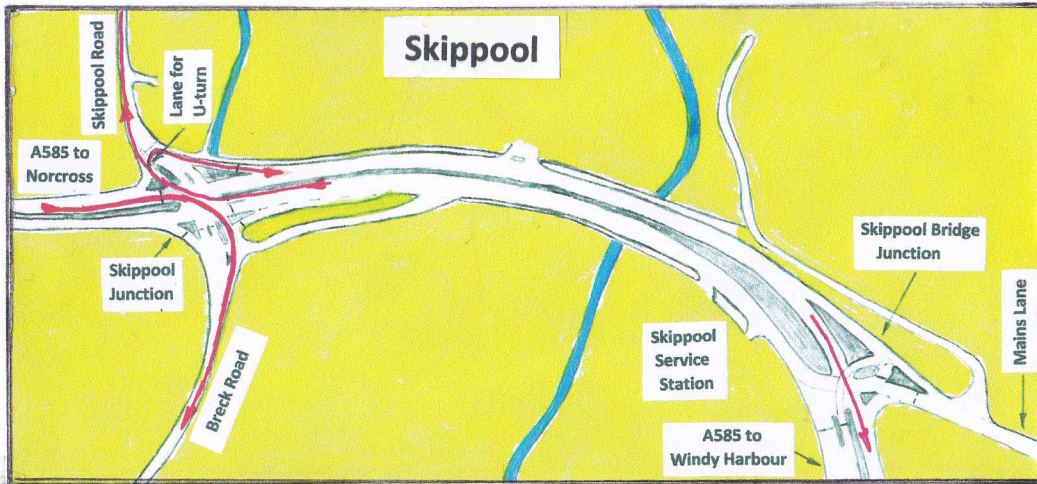 Skippool
Skippool Road
Lane for
U-turn
A585 to
Norcross
Skippool
Junction
Breck Road
Skippool Bridge
Junction
Mains Lane
Skippool
Service
Station
A585 to
Windy Harbour